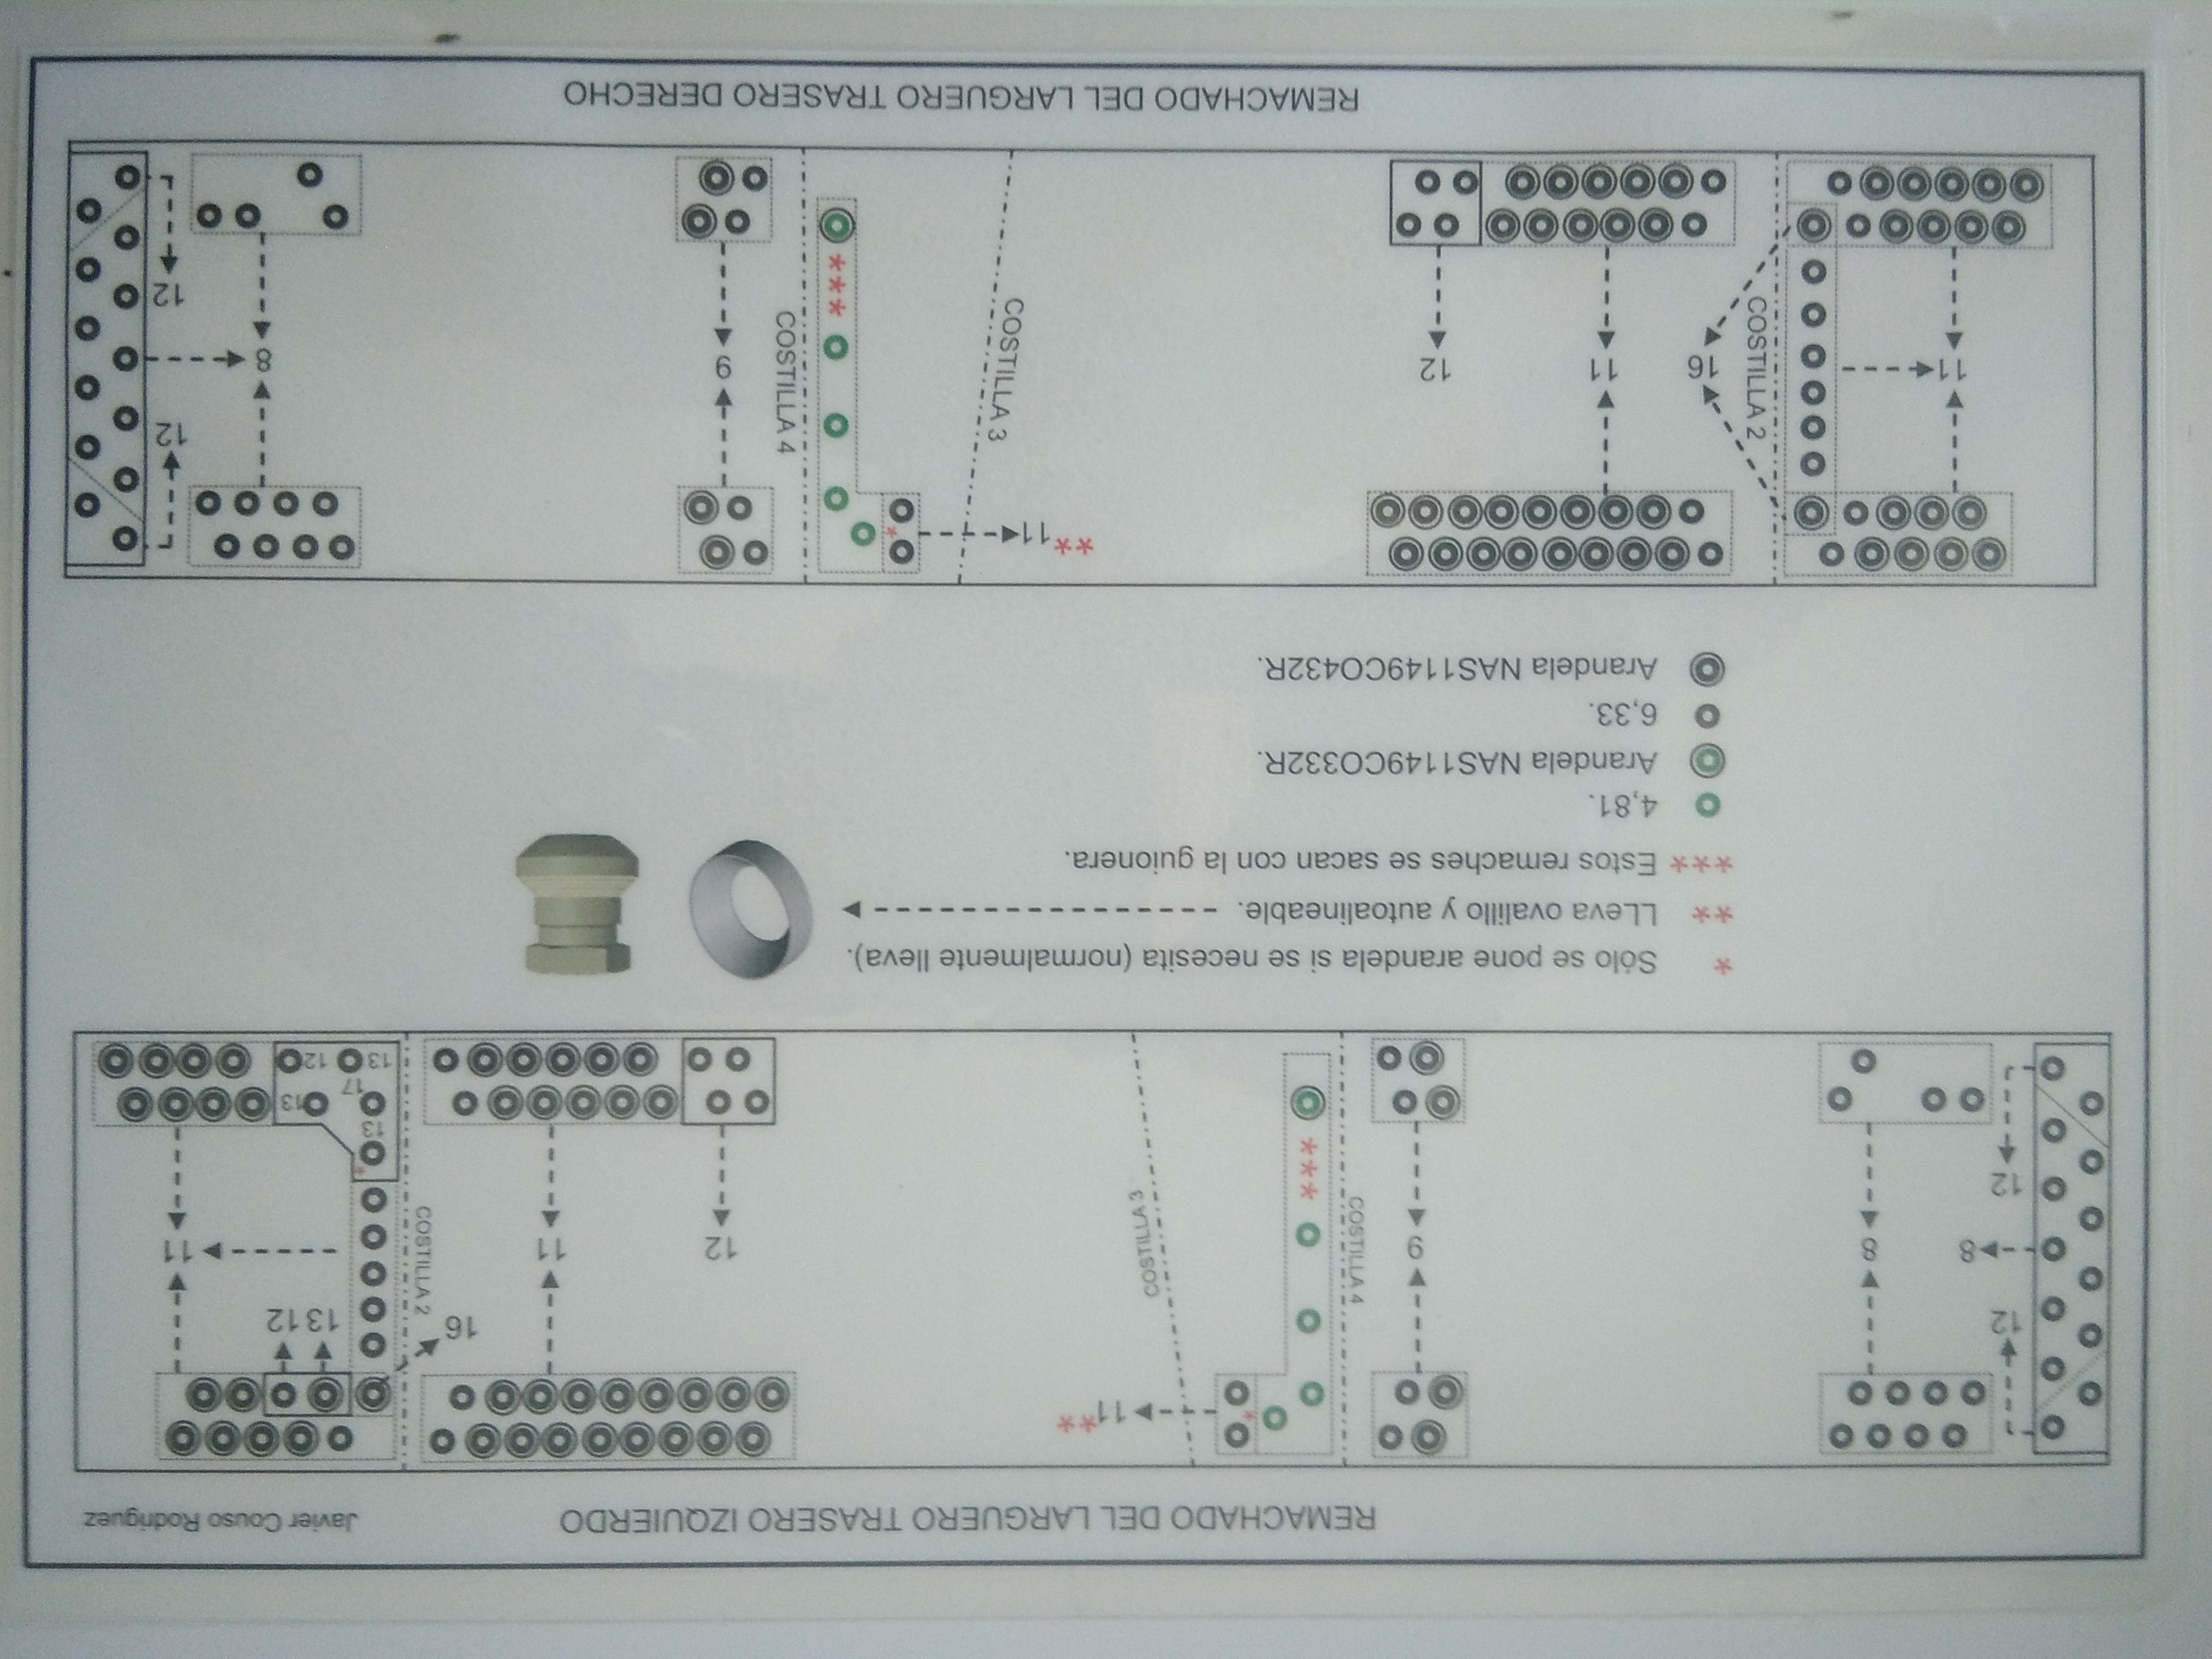 REMACHADO DEL LARGUERO TRASERO IZQUIERDO
Javier Couso Rodriguez
12
8
12
8
9
COSTILLA 4
***
11**
*
COSTILLA 3
12
11
16
COSTILLA 2
13 12
11
*
13
17
13
13
12
* Sólo se pone arandela si se necesita (normalmente lleva).
** LLeva ovalillo y autoalineable.
*** Estos remaches se sacan con la guionera.
4,81.
Arandela NAS1149CO332R.
6,33.
Arandela NAS1149CO432R.
11
COSTILLA 2
16
11
12
**11
*
COSTILLA 3
***
COSTILLA 4
9
8
12
12
REMACHADO DEL LARGUERO TRASERO DERECHO